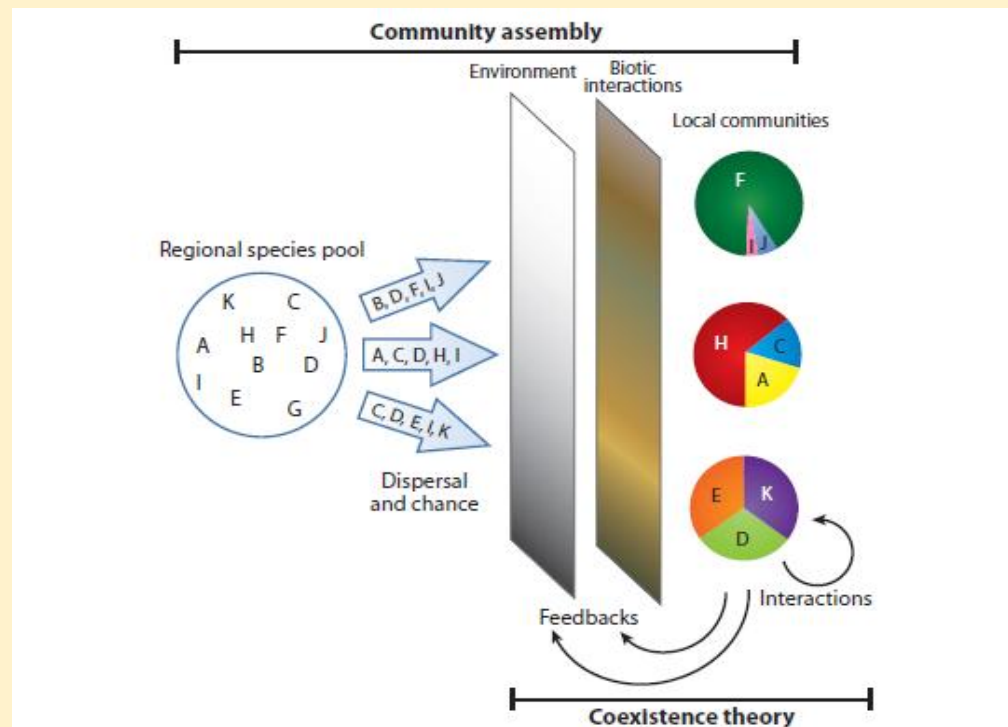 Community assembly
Environment
Biotic
interactions
Local communities
F
I J
Regional species pool
K C
A H F J
B D
I
E G
B, D, F, I, J
A, C, D, H, I
C, D, E, I, K
Dispersal
and chance
H C
A
E K
D
Interactions
Feedbacks
Coexistence theory